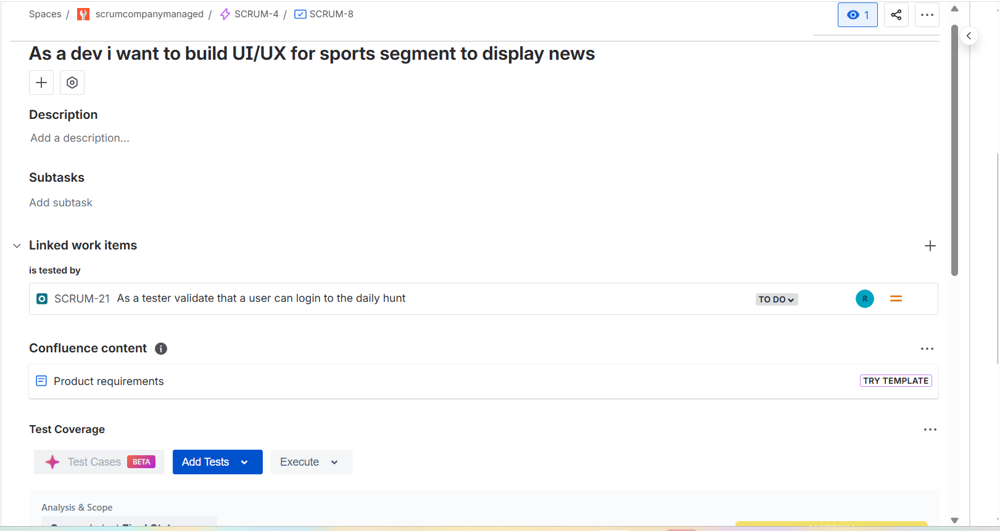 Spaces / scrumcompanymanaged / SCRUM-4 / SCRUM-8
1
As a dev i want to build UI/UX for sports segment to display news
Description
Add a description...
Subtasks
Add subtask
Linked work items
is tested by
SCRUM-21 As a tester validate that a user can login to the daily hunt TO DO R
Confluence content
Product requirements TRY TEMPLATE
Test Coverage
Test Cases BETA Add Tests Execute
Analysis & Scope